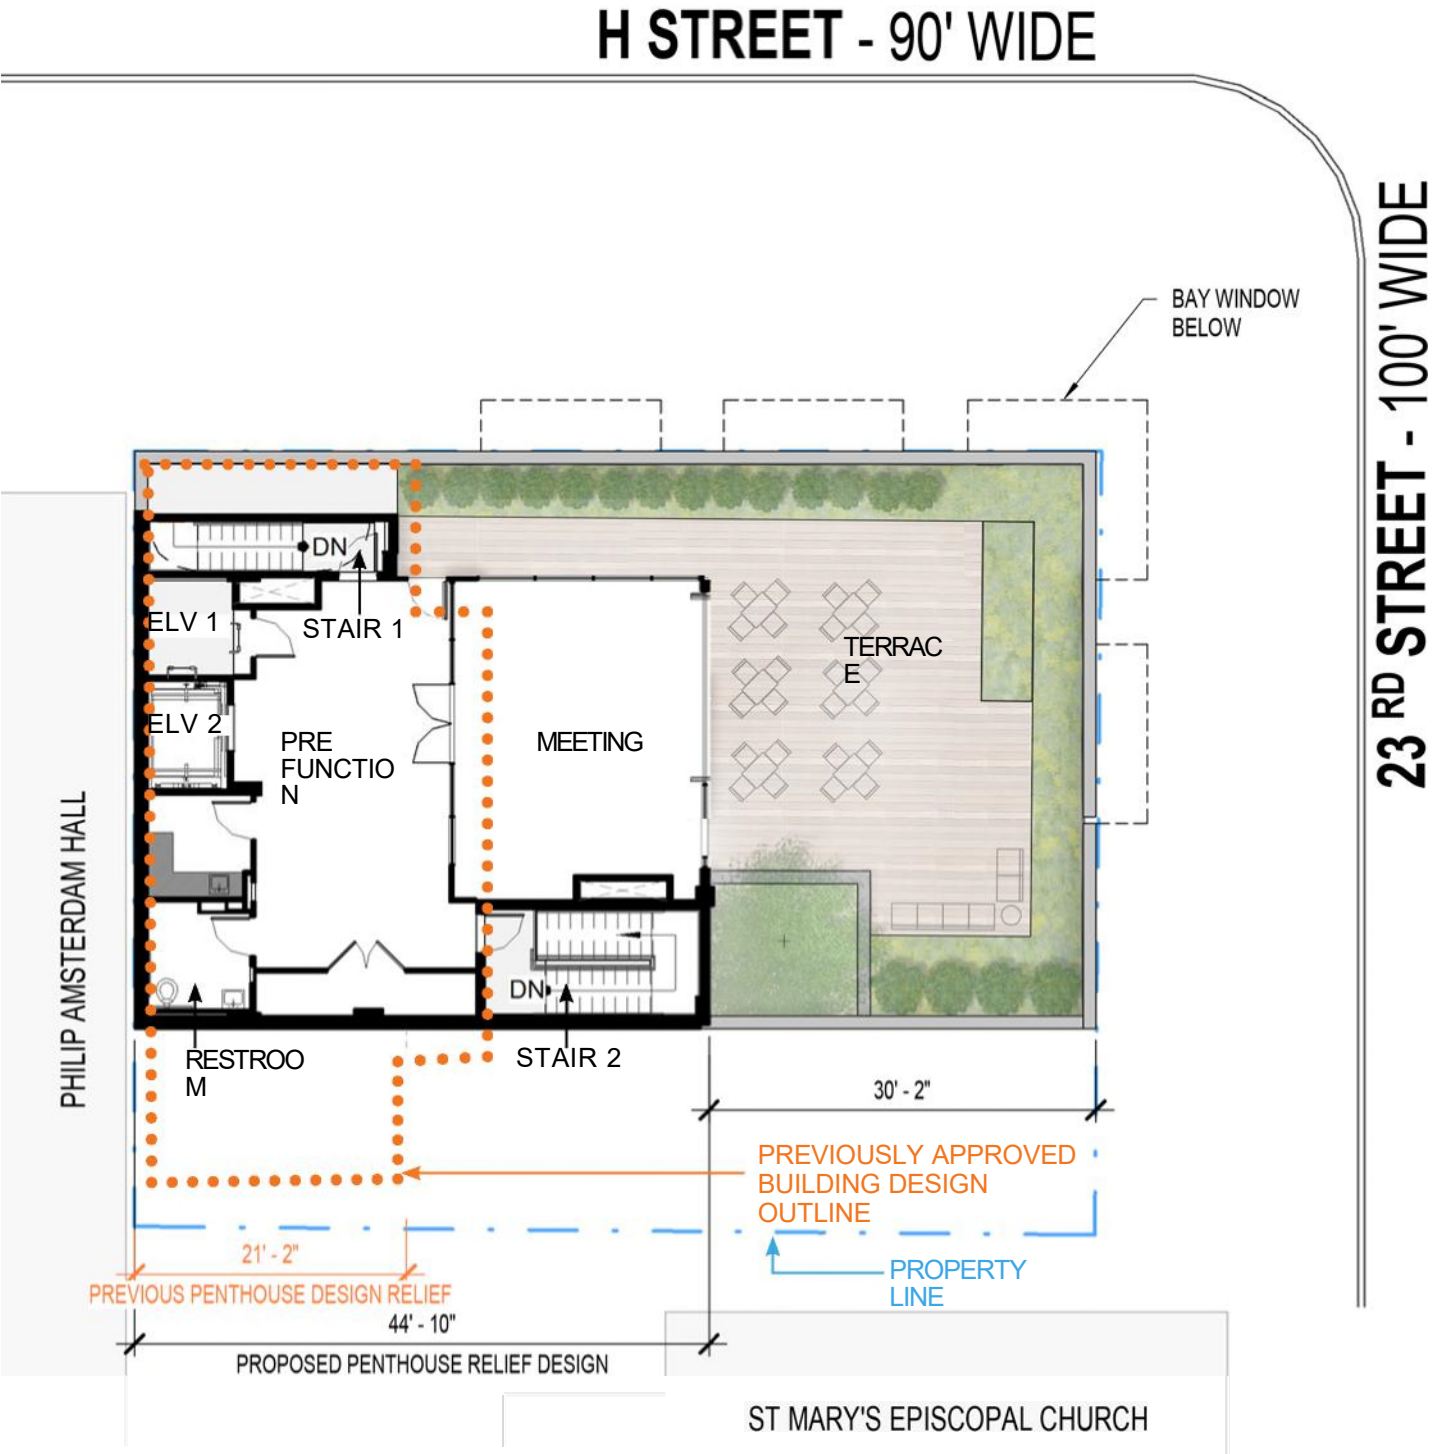 H STREET - 90' WIDE
23 RD STREET - 100' WIDE
BAY WINDOW
BELOW
DN
ELV 1
STAIR 1
TERRAC
E
ELV 2
PRE
FUNCTIO
N
MEETING
PHILIP AMSTERDAM HALL
DN
RESTROO
M
STAIR 2
30' - 2"
PREVIOUSLY APPROVED
BUILDING DESIGN
OUTLINE
21' - 2"
PREVIOUS PENTHOUSE DESIGN RELIEF
PROPERTY
LINE
44' - 10"
PROPOSED PENTHOUSE RELIEF DESIGN
ST MARY'S EPISCOPAL CHURCH